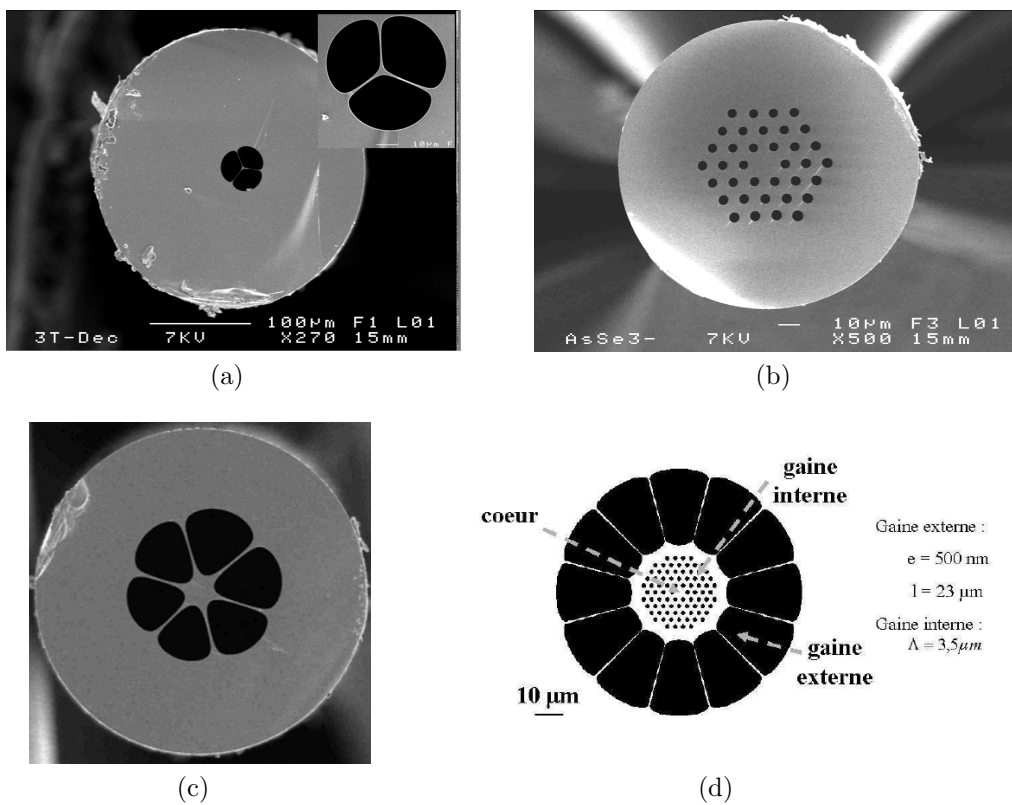 10µm F
3T-Dec 7KV 100µm F1 L01
X270 15mm
(a)
AsSe3- 7KV 10µm F3 L01
X500 15mm
(b)
(c)
gaine
interne
coeur
Gaine externe :
e = 500 nm
l = 23 µm
Gaine interne :
Λ = 3,5µm
gaine
externe
10 µm
(d)